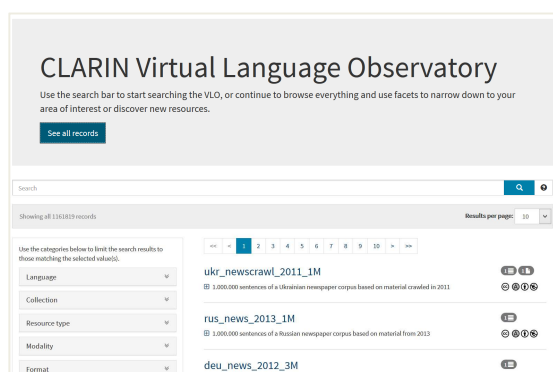 CLARIN Virtual Language Observatory
Use the search bar to start searching the VLO, or continue to browse everything and use facets to narrow down to your
area of interest or discover new resources.
See all records
Search
Showing all 1161819 records
Results per page: 10
<< < 1 2 3 4 5 6 7 8 9 10 > >>
Use the categories below to limit the search results to
those matching the selected value(s).
Language
Collection
Resource type
Modality
Format
ukr_newscrawl_2011_1M
1 1
1.000.000 sentences of a Ukrainian newspaper corpus based on material crawled in 2011
rus_news_2013_1M
1
1.000.000 sentences of a Russian newspaper corpus based on material from 2013
deu_news_2012_3M
1